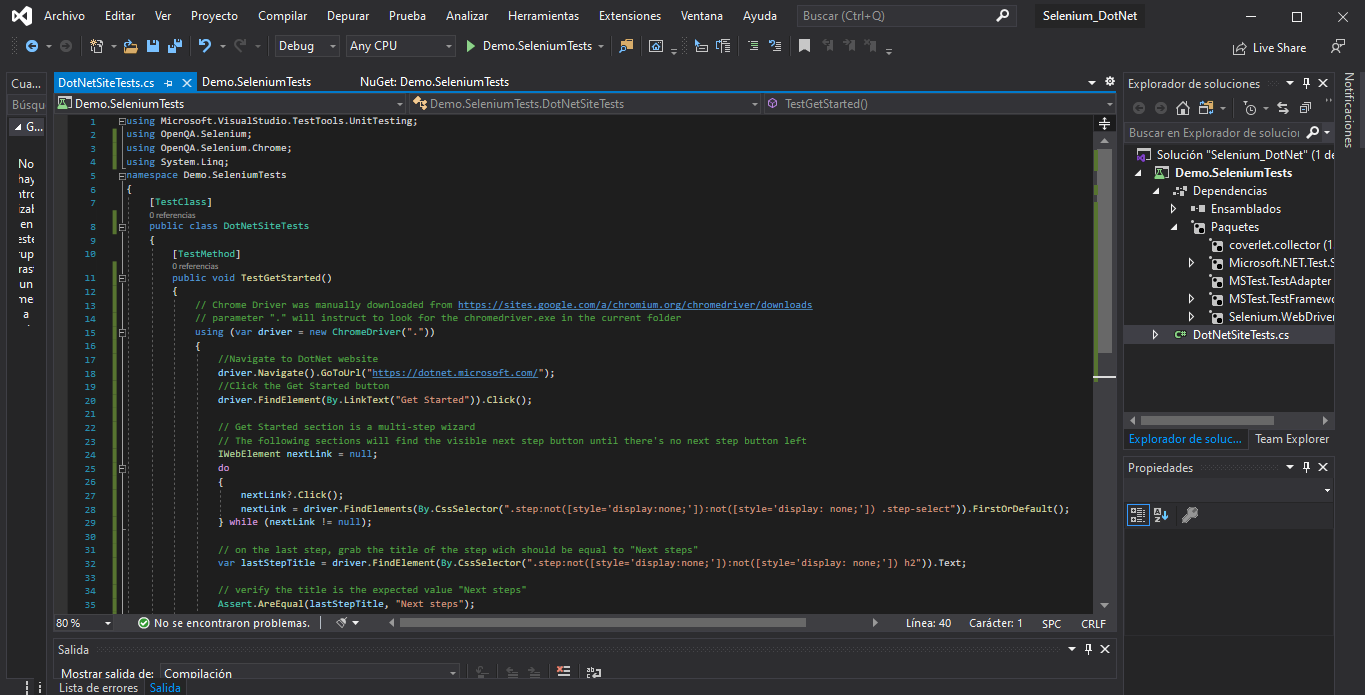 Archivo Editar Ver Proyecto Compilar Depurar Prueba Analizar Herramientas Extensiones Ventana Ayuda Buscar (Ctrl+Q) Selenium_DotNet
Debug Any CPU Demo.SeleniumTests Live Share
Cua...
Búsqu
G...
No
hay
ntro
izal
en
este
rup
ras
un
me
a
DotNetSiteTests.cs Demo.SeleniumTests NuGet: Demo.SeleniumTests
Demo.SeleniumTests Demo.SeleniumTests.DotNetSiteTests TestGetStarted()
1 using Microsoft.VisualStudio.TestTools.UnitTesting;
2 using OpenQA.Selenium;
3 using OpenQA.Selenium.Chrome;
4 using System.Linq;
5 namespace Demo.SeleniumTests
6 {
7 [TestClass]
0 referencias
8 public class DotNetSiteTests
9 {
10 [TestMethod]
0 referencias
11 public void TestGetStarted()
12 {
13 // Chrome Driver was manually downloaded from https://sites.google.com/a/chromium.org/chromedriver/downloads
14 // parameter "." will instruct to look for the chromedriver.exe in the current folder
15 using (var driver = new ChromeDriver("."))
16 {
17 //Navigate to DotNet website
18 driver.Navigate().GoToUrl("https://dotnet.microsoft.com/");
19 //Click the Get Started button
20 driver.FindElement(By.LinkText("Get Started")).Click();
21
22 // Get Started section is a multi-step wizard
23 // The following sections will find the visible next step button until there's no next step button left
24 IWebElement nextLink = null;
25 do
26 {
27 nextLink?.Click();
28 nextLink = driver.FindElements(By.CssSelector(".step:not([style='display:none;']):not([style='display: none;']) .step-select")).FirstOrDefault();
29 } while (nextLink != null);
30
31 // on the last step, grab the title of the step wich should be equal to "Next steps"
32 var lastStepTitle = driver.FindElement(By.CssSelector(".step:not([style='display:none;']):not([style='display: none;']) h2")).Text;
33
34 // verify the title is the expected value "Next steps"
35 Assert.AreEqual(lastStepTitle, "Next steps");
80 % No se encontraron problemas. Línea: 40 Carácter: 1 SPC CRLF
Salida
Mostrar salida de: Compilación
Lista de errores Salida
Explorador de soluciones
Buscar en Explorador de solucion
Solución "Selenium_DotNet" (1 de
Demo.SeleniumTests
Dependencias
Ensamblados
Paquetes
coverlet.collector (1
Microsoft.NET.Test.S
MSTest.TestAdapter
MSTest.TestFramewo
Selenium.WebDriver
C# DotNetSiteTests.cs
Explorador de soluc... Team Explorer
Propiedades
Notificaciones